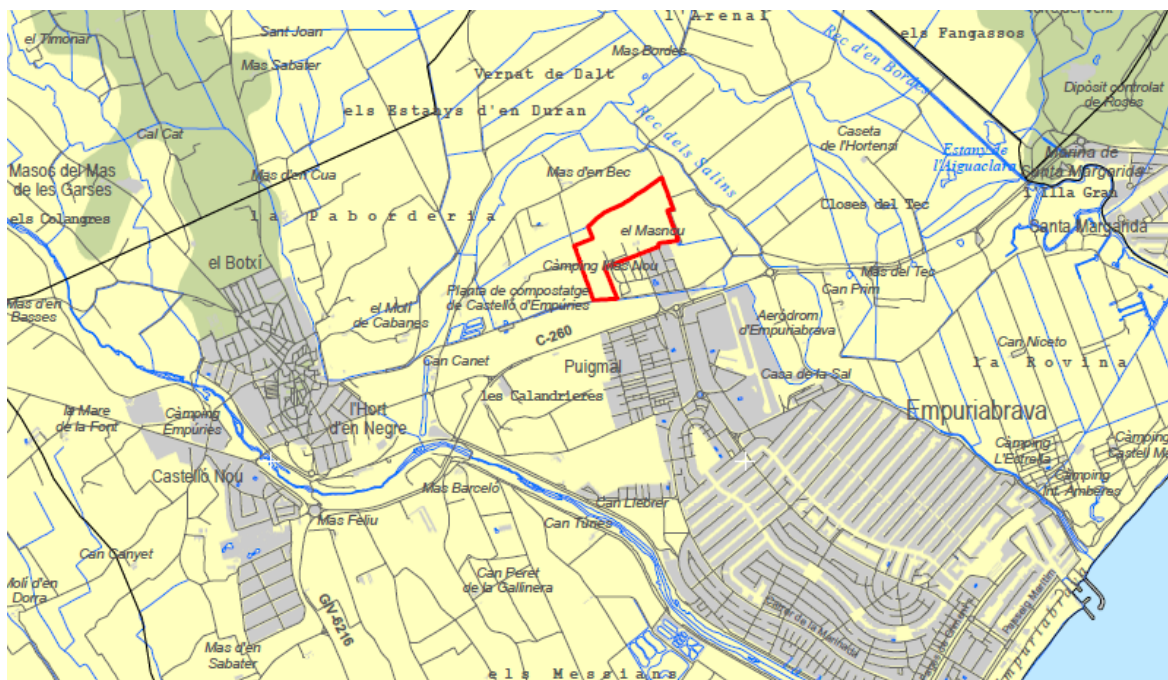 l'Arenal
el Timonar
Sant Joan
els Fangassos
Mas Bordes
Rec d'en Bordes
Mas Sabater
Vernat de Dalt
Dipòsit controlat
de Roses
els Estanys d'en Duran
Rec dels Salins
Cal Cat
Caseta
de l'Hortensi
Estany de
l'Aiguaclara
Marina de
Santa Margarida
Masos del Mas
de les Garses
Mas d'en Cua
Mas d'en Bec
l'Illa Gran
els Colangres
la Paborderia
Closes del Tec
Santa Margarida
el Masnou
el Botxí
Càmping Mas Nou
Mas del Tec
Planta de compostatge
de Castelló d'Empúries
Can Prim
Mas d'en
Basses
el Molí
de Cabanes
Aeròdrom
d'Empuriabrava
C-260
Can Niceto
Can Canet
Puigmal
Casa de la Sal
la Rovina
les Calandrieres
Empuriabrava
la Mare
de la Font
Càmping
Empúries
l'Hort
d'en Negre
Càmping
L'Estrella
Càmping
Castell M
Castelló Nou
Càmping
Int. Amberes
Mas Barceló
Can Llebrer
Mas Feliu
Can Túries
Can Canyet
Molí d'en
Dorra
Can Peret
de la Gallinera
GIV-6216
Passeig Marítim
Mas d'en
Sabater
els Messians